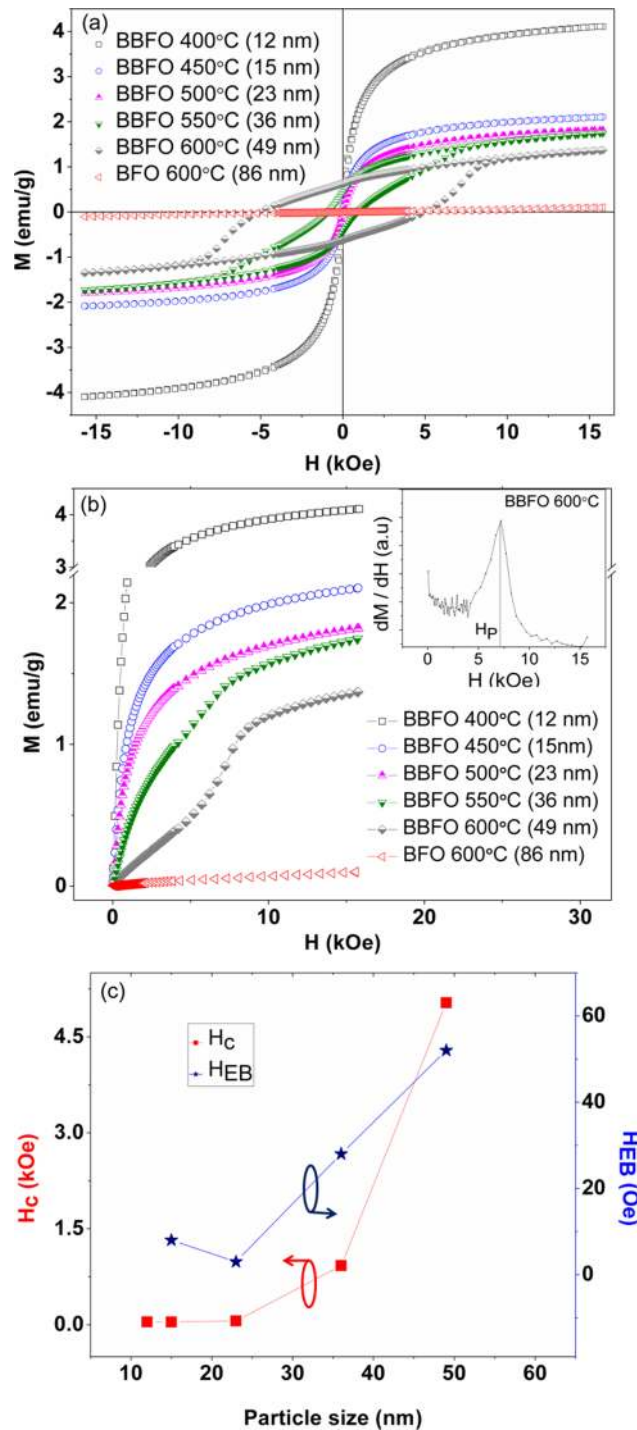 (a)
BBFO 400°C (12 nm)
BBFO 450°C (15 nm)
BBFO 500°C (23 nm)
BBFO 550°C (36 nm)
BBFO 600°C (49 nm)
BFO 600°C (86 nm)
4
3
2
1
0
-1
-2
-3
-4
M (emu/g)
-15 -10 -5 0 5 10 15
H (kOe)
(b)
4
3
2
1
0
M (emu/g)
BBFO 600°C
dM / dH (a.u)
HP
0 5 10 15
H (kOe)
BBFO 400°C (12 nm)
BBFO 450°C (15nm)
BBFO 500°C (23 nm)
BBFO 550°C (36 nm)
BBFO 600°C (49 nm)
BFO 600°C (86 nm)
0 10 20 30
H (kOe)
(c)
HC
HEB
4.5
3.0
1.5
0.0
HC (kOe)
60
40
20
0
HEB (Oe)
10 20 30 40 50 60
Particle size (nm)